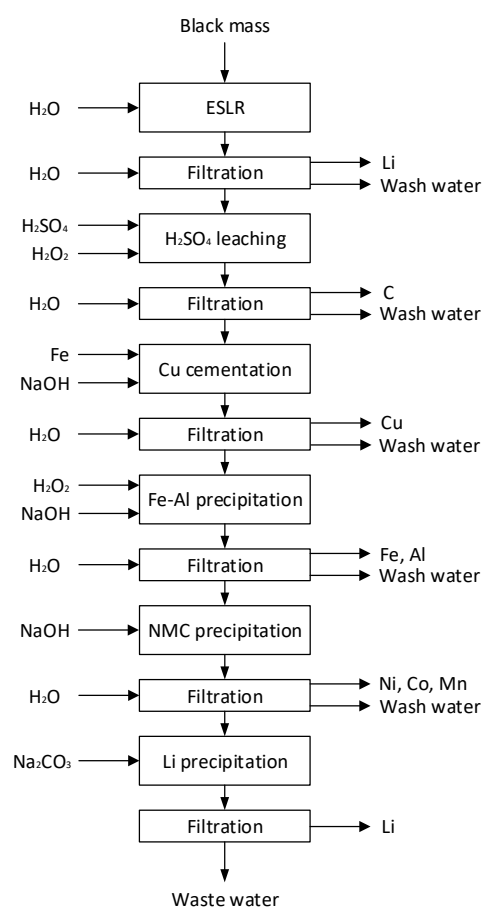 Black mass
H₂O
ESLR
H₂O
Filtration
Li
Wash water
H₂SO₄
H₂O₂
H₂SO₄ leaching
H₂O
Filtration
C
Wash water
Fe
NaOH
Cu cementation
H₂O
Filtration
Cu
Wash water
H₂O₂
NaOH
Fe-Al precipitation
H₂O
Filtration
Fe, Al
Wash water
NaOH
NMC precipitation
H₂O
Filtration
Ni, Co, Mn
Wash water
Na₂CO₃
Li precipitation
Filtration
Li
Waste water